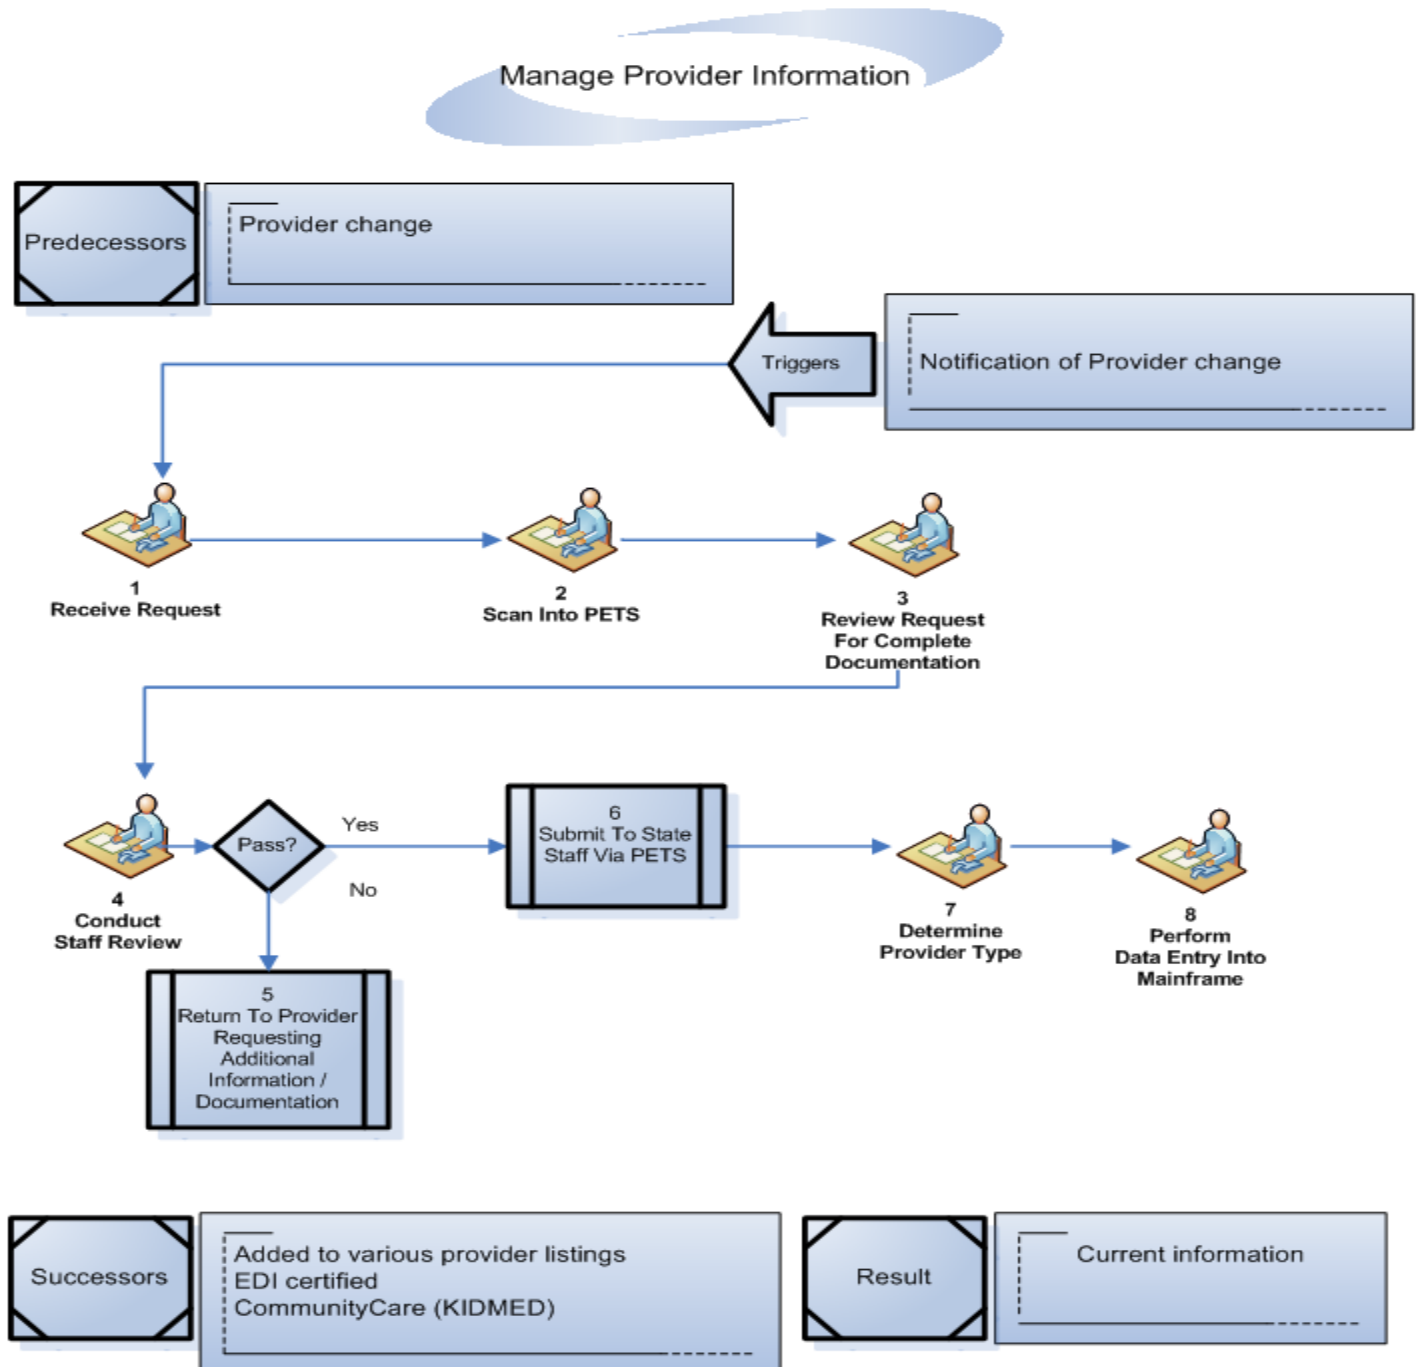 Manage Provider Information
Predecessors
Provider change
Triggers
Notification of Provider change
1
Receive Request
2
Scan Into PETS
3
Review Request
For Complete
Documentation
4
Conduct
Staff Review
Pass?
Yes
No
5
Return To Provider
Requesting
Additional
Information /
Documentation
6
Submit To State
Staff Via PETS
7
Determine
Provider Type
8
Perform
Data Entry Into
Mainframe
Successors
Added to various provider listings
EDI certified
CommunityCare (KIDMED)
Result
Current information